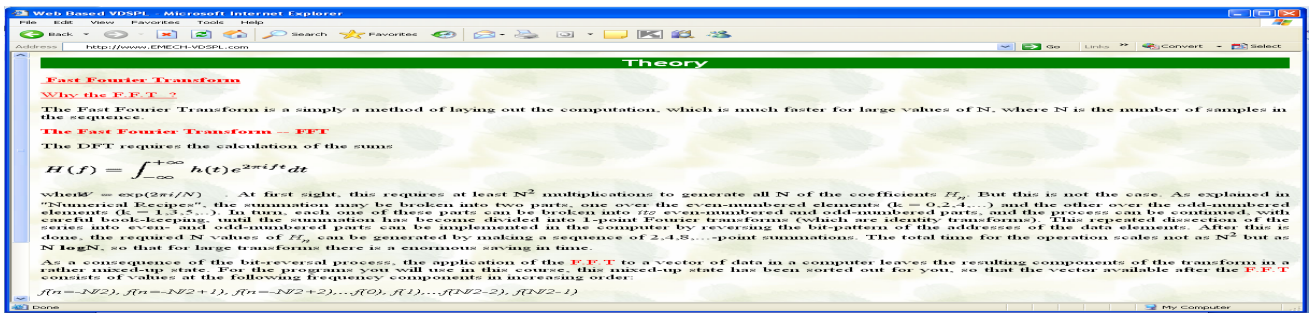 Web Based VDSPL - Microsoft Internet Explorer
File Edit View Favorites Tools Help
Back Search Favorites
Address http://www.EMECH-VDSPL.com Go Links » Convert Select
Theory
Fast Fourier Transform
Why the F.F.T ?
The Fast Fourier Transform is a simply a method of laying out the computation, which is much faster for large values of N, where N is the number of samples in
the sequence.
The Fast Fourier Transform -- FFT
The DFT requires the calculation of the sums
H(f) = ∫_{-∞}^{+∞} h(t)e^{2πift}dt
where W = exp(2πi/N) . At first sight, this requires at least N² multiplications to generate all N of the coefficients Hₙ. But this is not the case. As explained in
"Numerical Recipes", the summation may be broken into two parts, one over the even-numbered elements (k = 0,2,4,...) and the other over the odd-numbered
elements (k = 1,3,5,..). In turn, each one of these parts can be broken into its even-numbered and odd-numbered parts, and the process can be continued, with
careful book-keeping, until the summation has become divided into 1-point Fourier transforms (which are identity transforms). This repeated dissection of the
series into even- and odd-numbered parts can be implemented in the computer by reversing the bit-pattern of the addresses of the data elements. After this is
done, the required N values of Hₙ can be generated by making a sequence of 2,4,8,...-point summations. The total time for the operation scales not as N² but as
N logN, so that for large transforms there is a enormous saving in time.
As a consequence of the bit-reversal process, the application of the F.F.T to a vector of data in a computer leaves the resulting components of the transform in a
rather mixed-up state. For the programs you will use in this course, this mixed-up state has been sorted out for you, so that the vector available after the F.F.T
consists of values at the following frequency components in increasing order:
f(n=-N/2), f(n=-N/2+1), f(n=-N/2+2),...f(0), f(1),...f(N/2-2), f(N/2-1)
Done My Computer